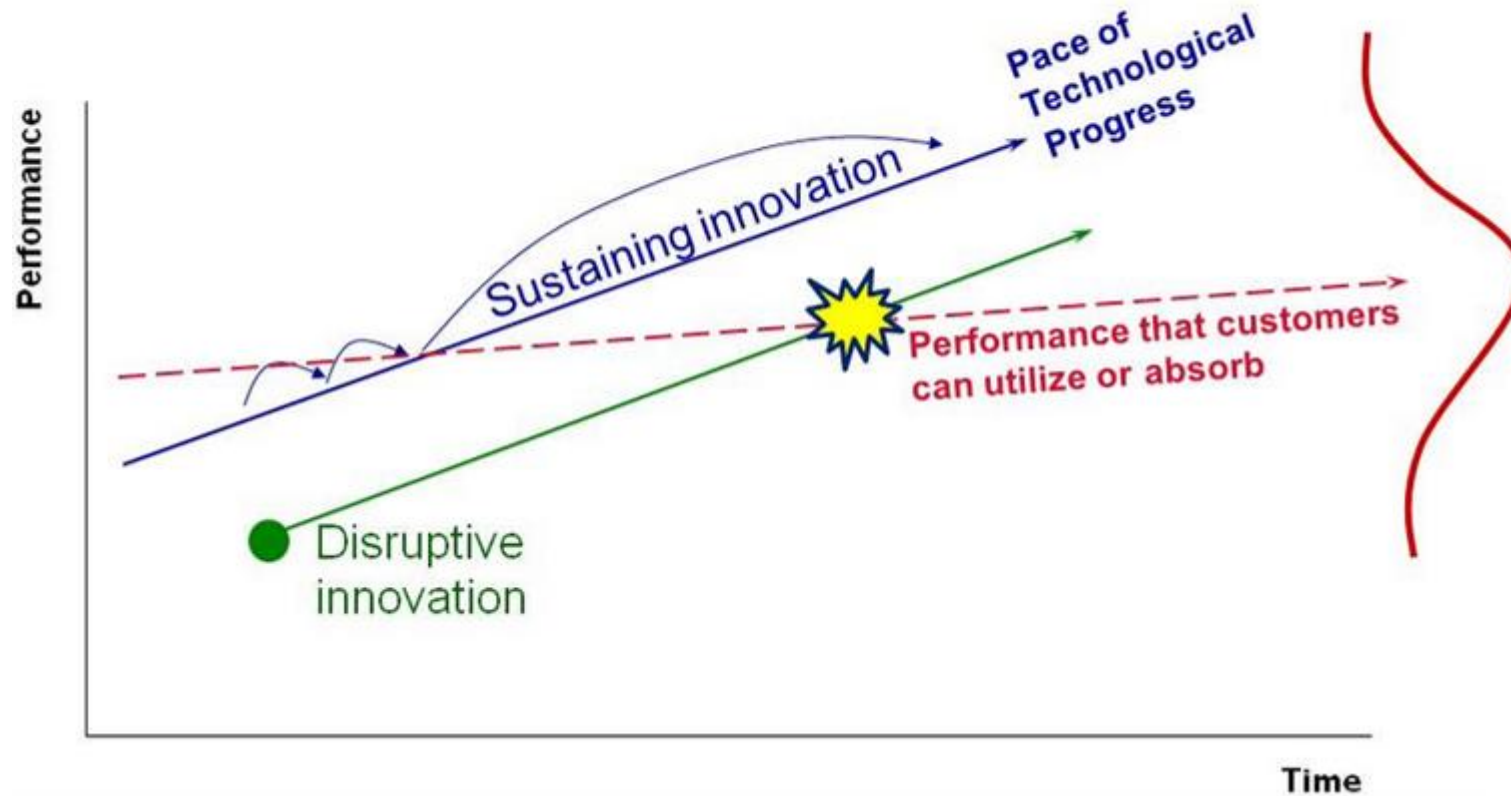 Pace of
Technological
Progress
Performance
Sustaining innovation
Performance that customers
can utilize or absorb
Disruptive
innovation
Time